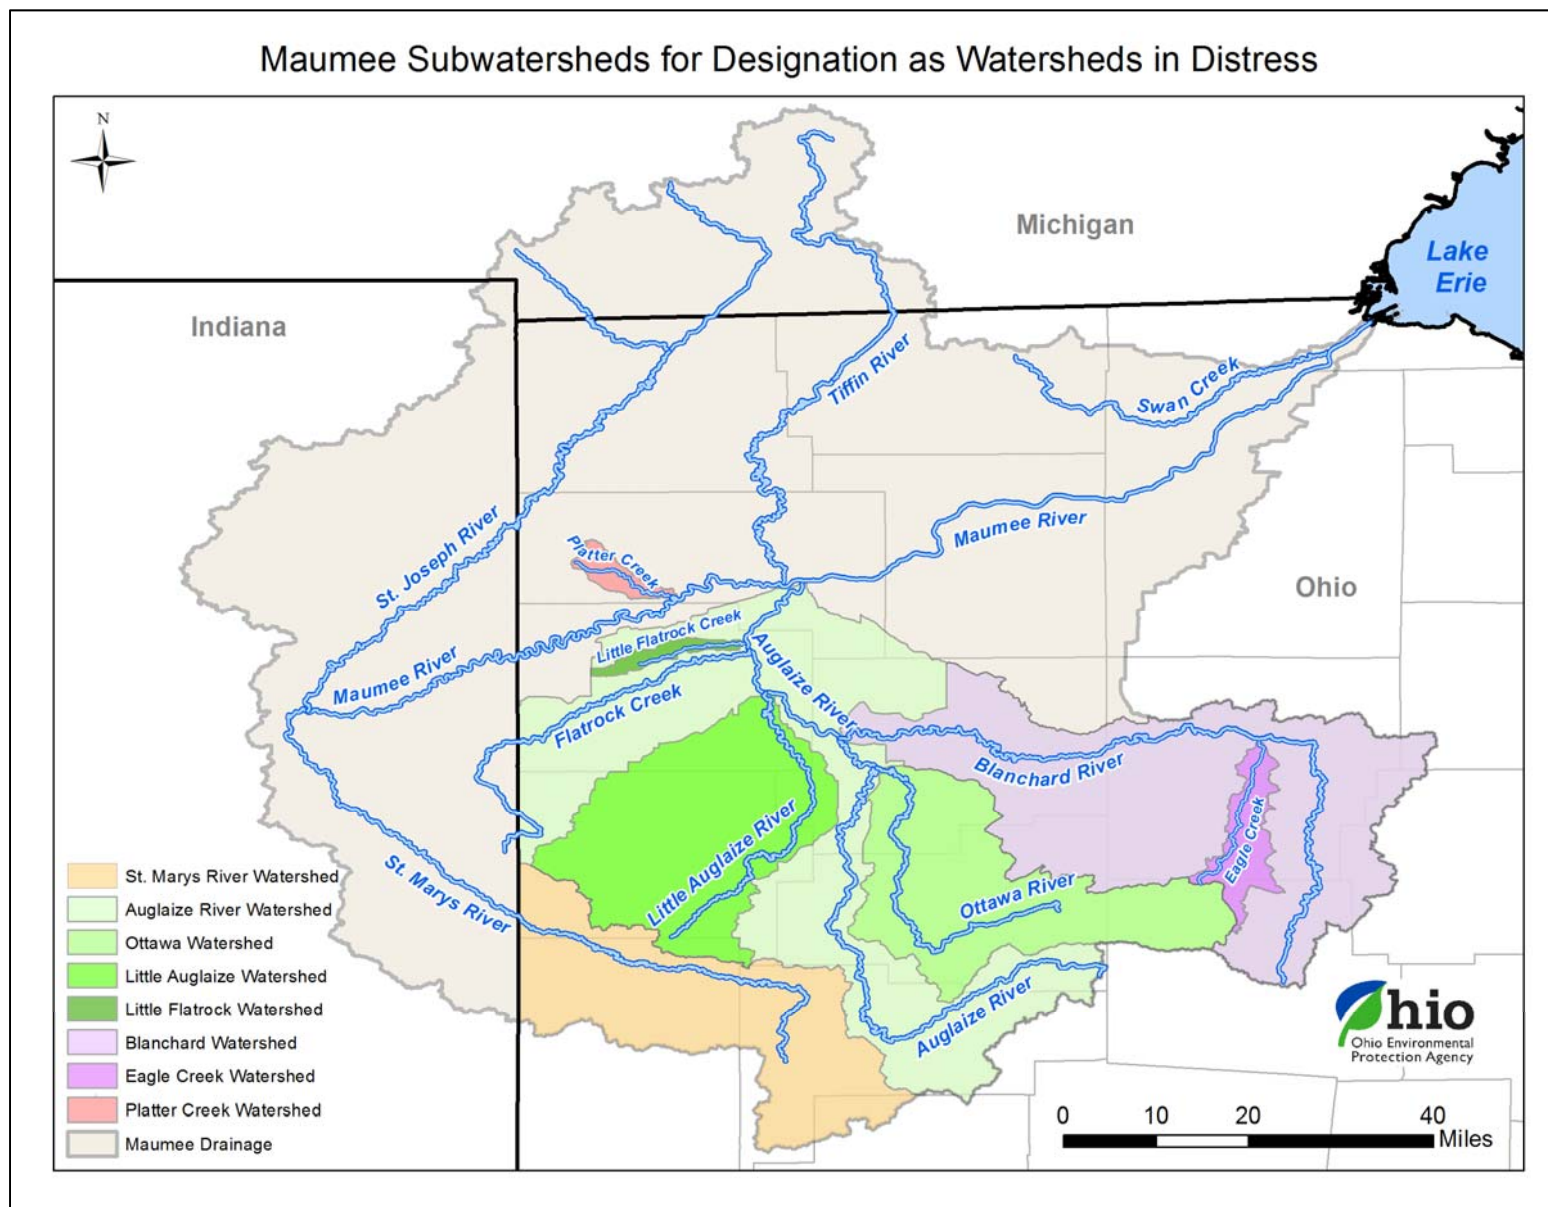 Maumee Subwatersheds for Designation as Watersheds in Distress
N
Michigan
Lake
Erie
Indiana
Tiffin River
Swan Creek
St. Joseph River
Maumee River
Platter Creek
Ohio
Little Flatrock Creek
Maumee River
Auglaize River
Flatrock Creek
Blanchard River
Eagle Creek
Little Auglaize River
St. Marys River
Ottawa River
Auglaize River
St. Marys River Watershed
Auglaize River Watershed
Ottawa Watershed
Little Auglaize Watershed
Little Flatrock Watershed
Blanchard Watershed
Eagle Creek Watershed
Platter Creek Watershed
Maumee Drainage
Ohio
Ohio Environmental
Protection Agency
0 10 20 40
Miles